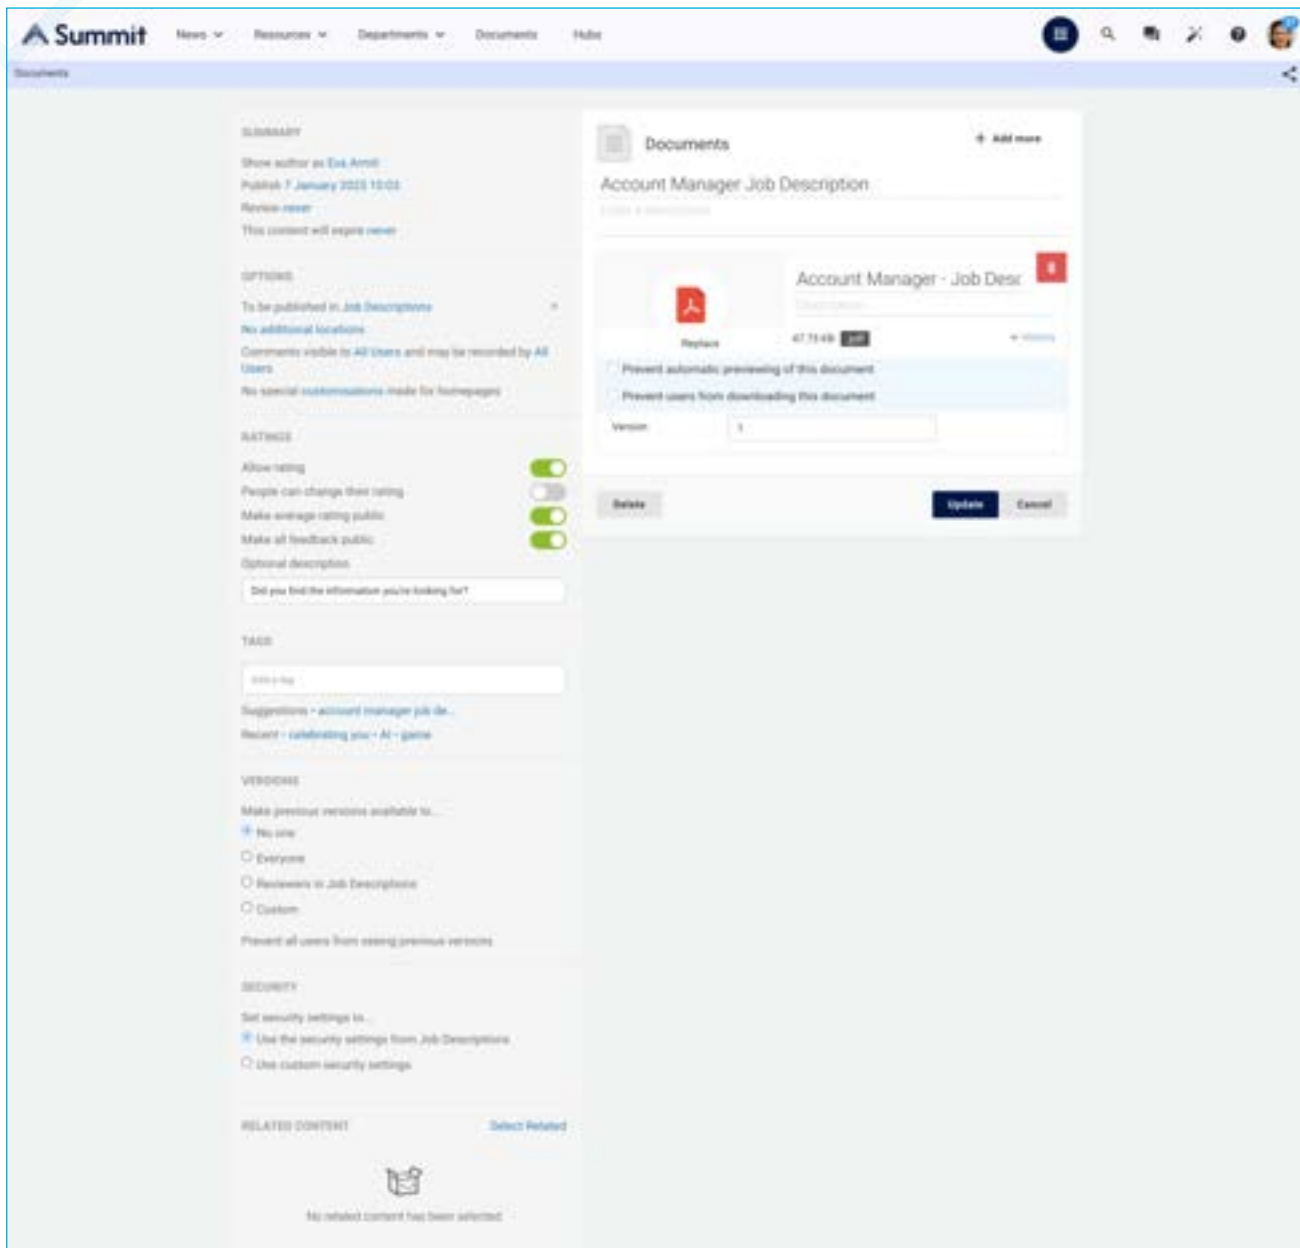 Summit
News
Resources
Departments
Documents
Hubs
Documents
SUMMARY
Show author as Eva Armit
Publish 7 January 2025 10:03
Review never
This content will expire never
OPTIONS
To be published in Job Descriptions
No additional locations
Comments visible to All Users and may be recorded by All
Users
No special customisations made for homepages
RATINGS
Allow rating
People can change their rating
Make average rating public
Make all feedback public
Optional description
Did you find the information you're looking for?
TAGS
Add a tag
Suggestions - account manager job de...
Recent - celebrating you - AI - game
VERSIONS
Make previous versions available to...
No one
Everyone
Reviewers in Job Descriptions
Custom
Prevent all users from seeing previous versions
SECURITY
Set security settings to...
Use the security settings from Job Descriptions
Use custom security settings
RELATED CONTENT
Select Related
No related content has been selected
Documents
+ Add more
Account Manager Job Description
Enter a description
Account Manager - Job Desc
Description
Replace
.pdf
History
Prevent automatic previewing of this document
Prevent users from downloading this document
Version
Delete
Update
Cancel